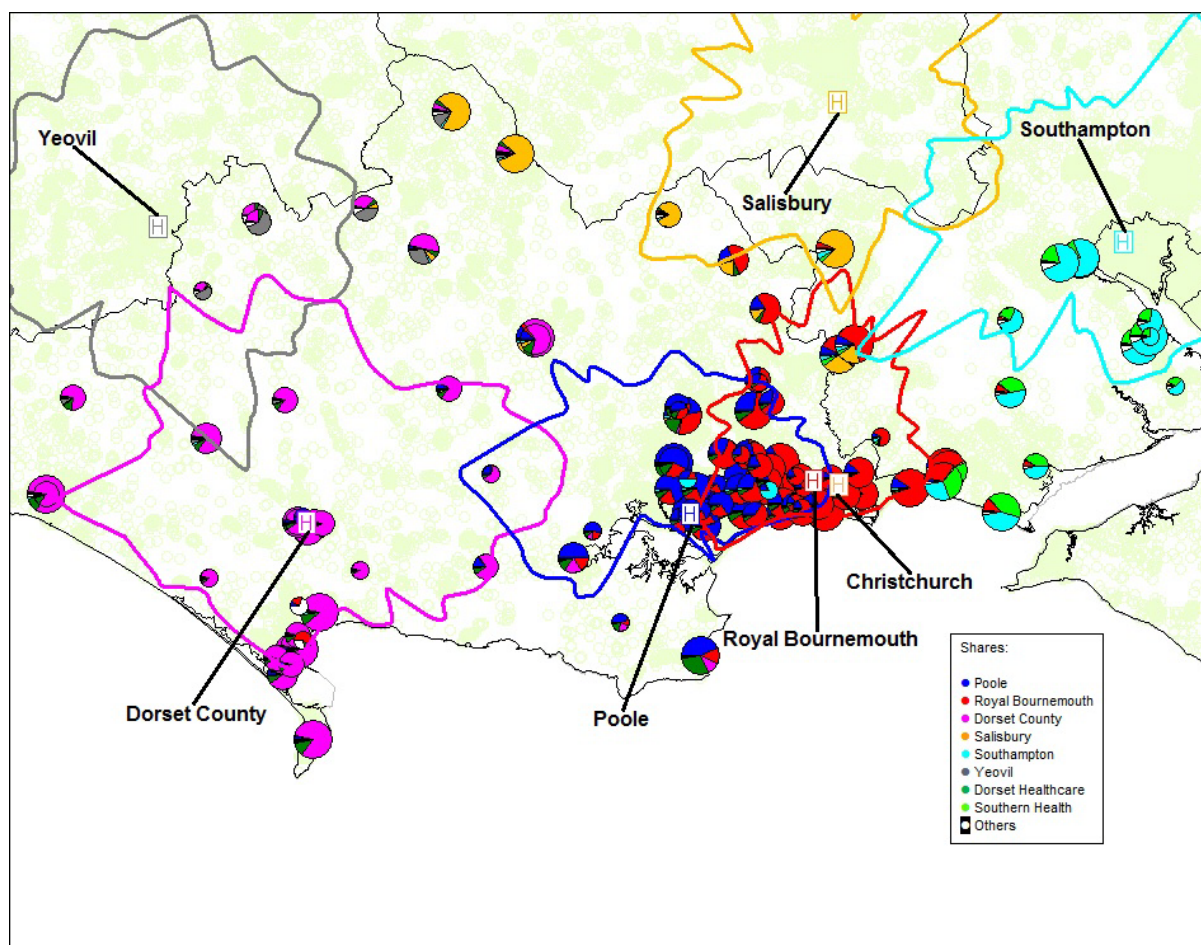 Yeovil
H
H
Southampton
H
Salisbury
H
H
H
H
Christchurch
Royal Bournemouth
Dorset County
Poole
Shares:
Poole
Royal Bournemouth
Dorset County
Salisbury
Southampton
Yeovil
Dorset Healthcare
Southern Health
Others